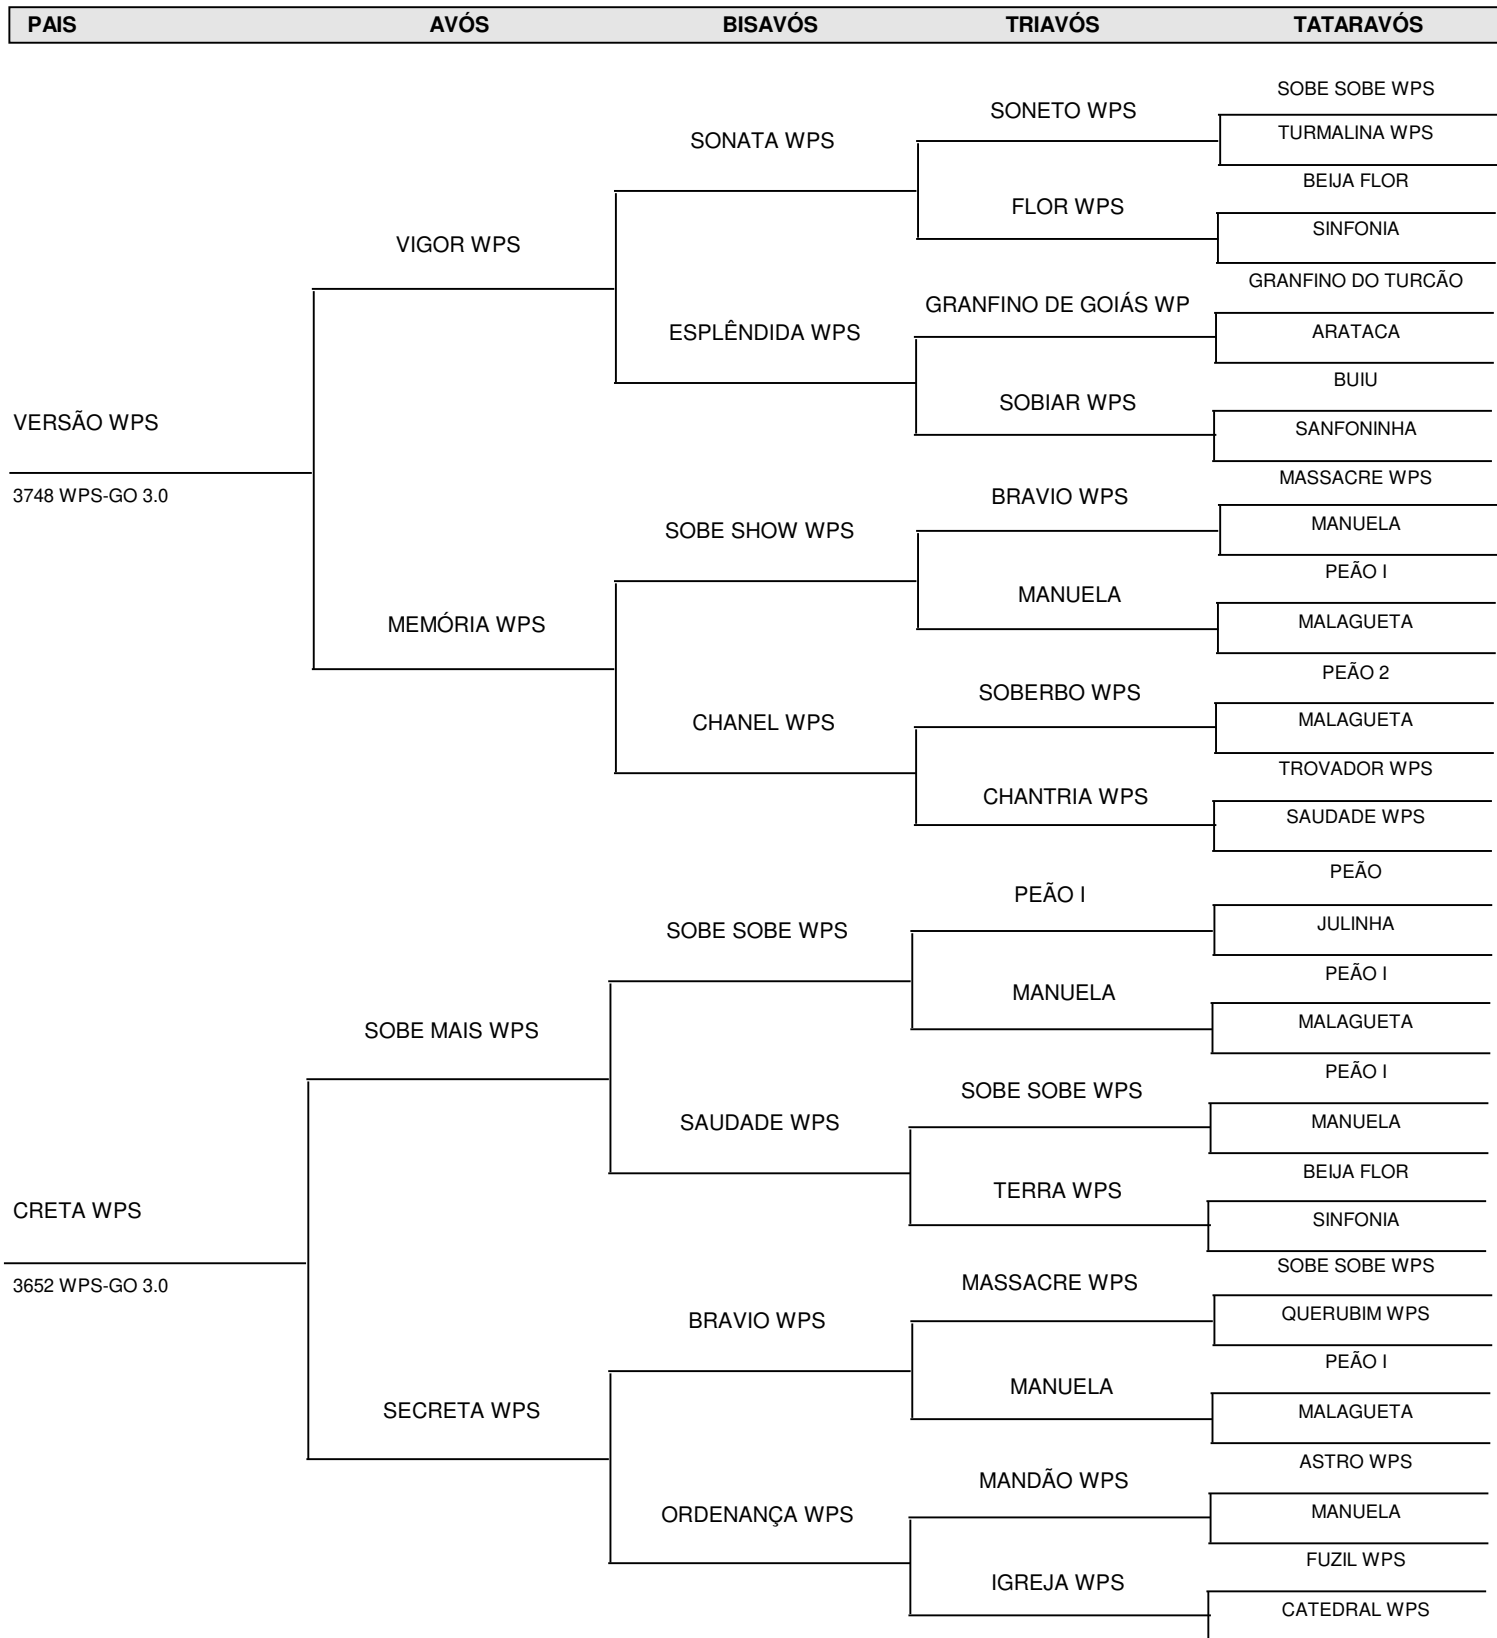 PAIS AVÓS BISAVÓS TRIAVÓS TATARAVÓS
SOBE SOBE WPS
SONETO WPS
TURMALINA WPS
SONATA WPS
BEIJA FLOR
FLOR WPS
SINFONIA
VIGOR WPS
GRANFINO DO TURCÃO
GRANFINO DE GOIÁS WP
ARATACA
ESPLÊNDIDA WPS
BUIU
SOBIAR WPS
SANFONINHA
VERSÃO WPS
3748 WPS-GO 3.0
MASSACRE WPS
BRAVIO WPS
MANUELA
SOBE SHOW WPS
PEÃO I
MANUELA
MALAGUETA
MEMÓRIA WPS
PEÃO 2
SOBERBO WPS
MALAGUETA
CHANEL WPS
TROVADOR WPS
CHANTRIA WPS
SAUDADE WPS
PEÃO
PEÃO I
JULINHA
SOBE SOBE WPS
PEÃO I
MANUELA
MALAGUETA
SOBE MAIS WPS
PEÃO I
SOBE SOBE WPS
MANUELA
SAUDADE WPS
BEIJA FLOR
TERRA WPS
SINFONIA
CRETA WPS
3652 WPS-GO 3.0
SOBE SOBE WPS
MASSACRE WPS
QUERUBIM WPS
BRAVIO WPS
PEÃO I
MANUELA
MALAGUETA
SECRETA WPS
ASTRO WPS
MANDÃO WPS
MANUELA
ORDENANÇA WPS
FUZIL WPS
IGREJA WPS
CATEDRAL WPS